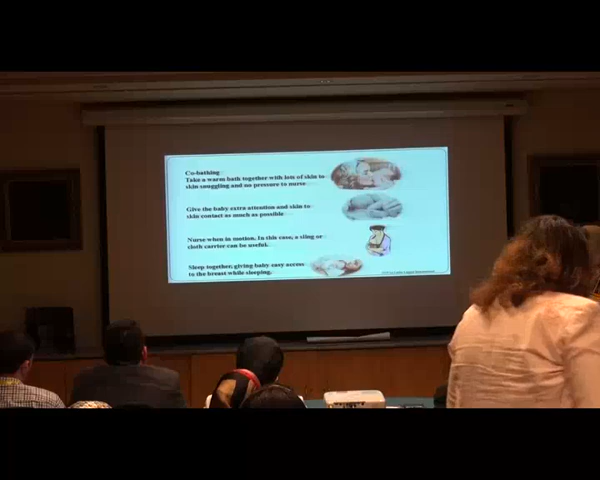 Co-bathing
Take a warm bath together with lots of skin to
skin snuggling and no pressure to nurse
Give the baby extra attention and skin to
skin contact as much as possible
Nurse when in motion. In this case, a sling or
cloth carrier can be useful.
Sleep together, giving baby easy access
to the breast while sleeping.